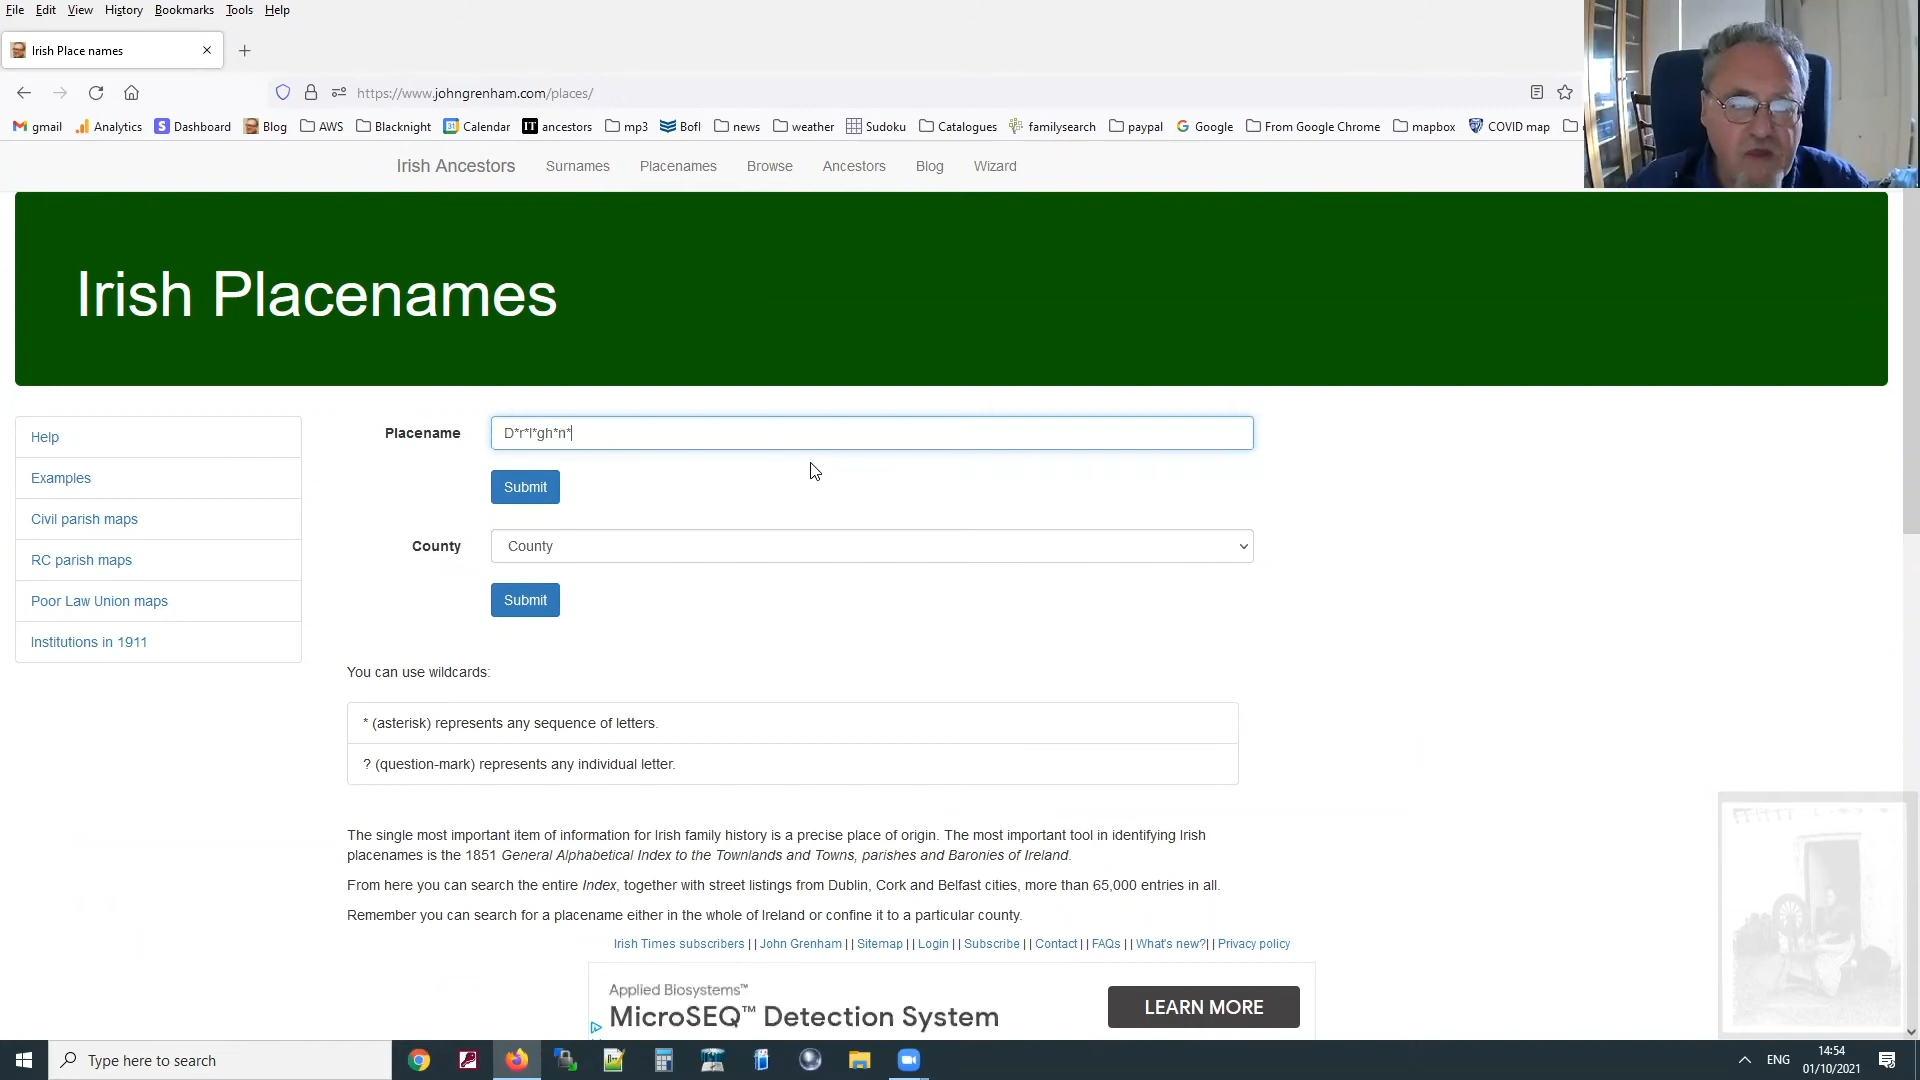 File Edit View History Bookmarks Tools Help
Irish Place names
https://www.johngrenham.com/places/
gmail Analytics Dashboard Blog AWS Blacknight Calendar ancestors mp3 BofI news weather Sudoku Catalogues familysearch paypal Google From Google Chrome mapbox COVID map
Irish Ancestors Surnames Placenames Browse Ancestors Blog Wizard
Irish Placenames
Help
Examples
Civil parish maps
RC parish maps
Poor Law Union maps
Institutions in 1911
Placename D*r*l*gh*n*
Submit
County County
Submit
You can use wildcards:
* (asterisk) represents any sequence of letters.
? (question-mark) represents any individual letter.
The single most important item of information for Irish family history is a precise place of origin. The most important tool in identifying Irish
placenames is the 1851 General Alphabetical Index to the Townlands and Towns, parishes and Baronies of Ireland.
From here you can search the entire Index, together with street listings from Dublin, Cork and Belfast cities, more than 65,000 entries in all.
Remember you can search for a placename either in the whole of Ireland or confine it to a particular county.
Irish Times subscribers | | John Grenham | | Sitemap | | Login | | Subscribe | | Contact | | FAQs | | What's new?| | Privacy policy
Applied Biosystems™
MicroSEQ™ Detection System
LEARN MORE
Type here to search
ENG
14:54
01/10/2021